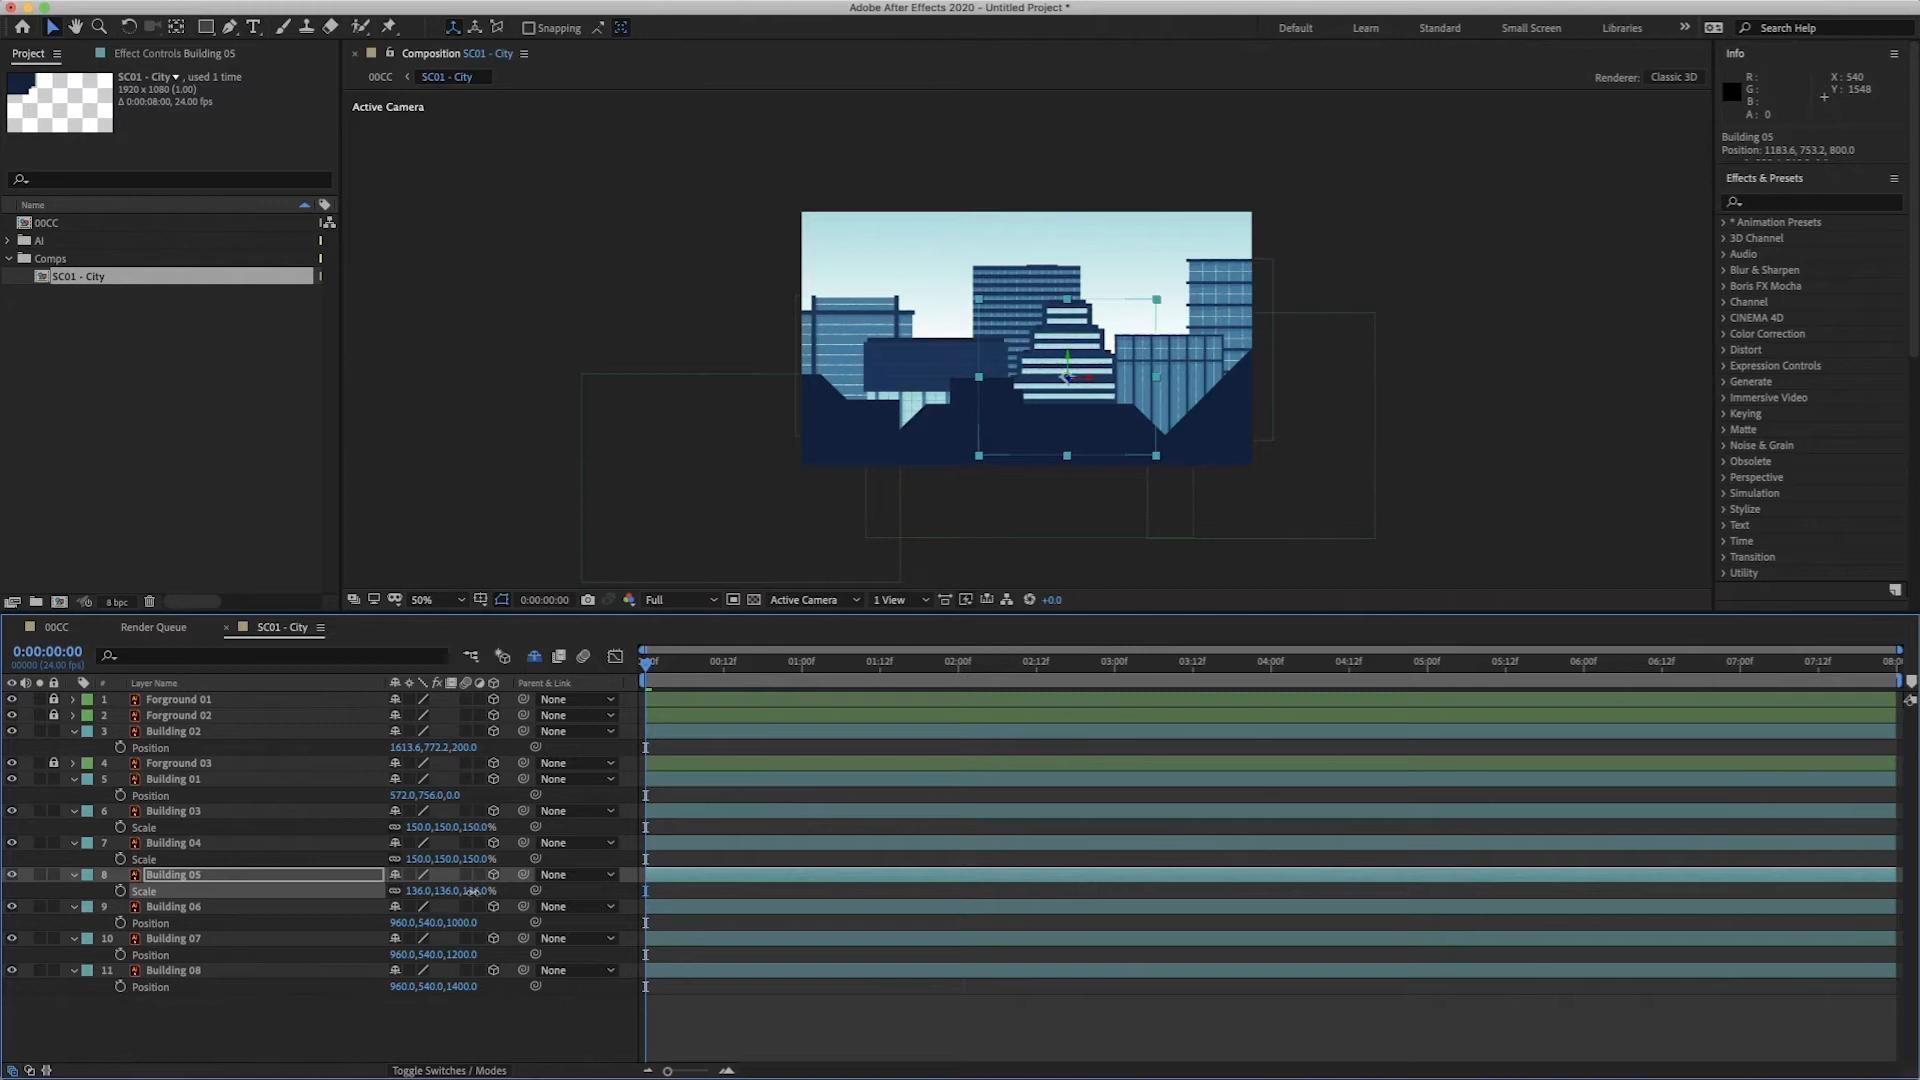 Adobe After Effects 2020 - Untitled Project *
Snapping
Default
Learn
Standard
Small Screen
Libraries
Search Help
Project
Effect Controls Building 05
SC01 - City , used 1 time
1920 x 1080 (1.00)
Δ 0:00:08:00, 24.00 fps
Name
00CC
AI
Comps
SC01 - City
8 bpc
Composition SC01 - City
00CC
SC01 - City
Renderer: Classic 3D
Active Camera
50%
0:00:00:00
Full
Active Camera
1 View
+0.0
Info
R:
G:
B:
A: 0
X: 540
Y: 1548
Building 05
Position: 1183.6, 753.2, 800.0
Effects & Presets
* Animation Presets
3D Channel
Audio
Blur & Sharpen
Boris FX Mocha
Channel
CINEMA 4D
Color Correction
Distort
Expression Controls
Generate
Immersive Video
Keying
Matte
Noise & Grain
Obsolete
Perspective
Simulation
Stylize
Text
Time
Transition
Utility
00CC
Render Queue
SC01 - City
0:00:00:00
00000 (24.00 fps)
00:12f 01:00f 01:12f 02:00f 02:12f 03:00f 03:12f 04:00f 04:12f 05:00f 05:12f 06:00f 06:12f 07:00f 07:12f
# Layer Name fx Parent & Link
1 Forground 01 None
2 Forground 02 None
3 Building 02 None
Position 1613.6,772.2,200.0
4 Forground 03 None
5 Building 01 None
Position 572.0,756.0,0.0
6 Building 03 None
Scale 150.0,150.0,150.0%
7 Building 04 None
Scale 150.0,150.0,150.0%
8 Building 05 None
Scale 136.0,136.0,
9 Building 06 None
Position 960.0,540.0,1000.0
10 Building 07 None
Position 960.0,540.0,1200.0
11 Building 08 None
Position 960.0,540.0,1400.0
Toggle Switches / Modes